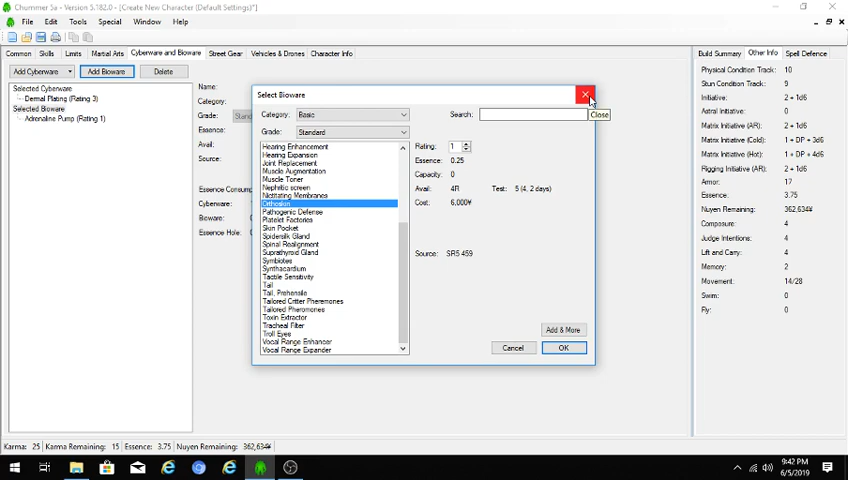 Chummer 5a - Version 5.182.0 - [Create New Character (Default Settings)*]
File Edit Tools Special Window Help
Common Skills Limits Martial Arts Cyberware and Bioware Street Gear Vehicles & Drones Character Info
Build Summary Other Info Spell Defence
Add Cyberware Add Bioware Delete
Selected Cyberware
Dermal Plating (Rating 3)
Selected Bioware
Adrenaline Pump (Rating 1)
Name:
Category:
Grade:
Essence:
Avail:
Source:
Cyberware:
Bioware:
Essence Hole:
Select Bioware
Close
Category: Basic
Search:
Grade: Standard
Hearing Enhancement
Hearing Expansion
Joint Replacement
Muscle Augmentation
Muscle Toner
Nephritic screen
Nictitating Membranes
Orthoskin
Pathogenic Defense
Platelet Factories
Skin Pocket
Spidersilk Gland
Spinal Realignment
Suprathyroid Gland
Symbiotes
Synthacardium
Tactile Sensitivity
Tail
Tail, Prehensile
Tailored Critter Pheromones
Tailored Pheromones
Toxin Extractor
Tracheal Filter
Troll Eyes
Vocal Range Enhancer
Vocal Range Expander
Rating: 1
Essence: 0.25
Capacity: 0
Avail: 4R Test: 5 (4, 2 days)
Cost: 6,000¥
Source: SR5 459
Add & More
Cancel OK
Physical Condition Track: 10
Stun Condition Track: 9
Initiative: 2 + 1d6
Astral Initiative: 0
Matrix Initiative (AR): 2 + 1d6
Matrix Initiative (Cold): 1 + DP + 3d6
Matrix Initiative (Hot): 1 + DP + 4d6
Rigging Initiative (AR): 2 + 1d6
Armor: 17
Essence: 3.75
Nuyen Remaining: 362,634¥
Composure: 4
Judge Intentions: 4
Lift and Carry: 4
Memory: 2
Movement: 14/28
Swim: 0
Fly: 0
Karma: 25 Karma Remaining: 15 Essence: 3.75 Nuyen Remaining: 362,634¥
9:42 PM
6/5/2019